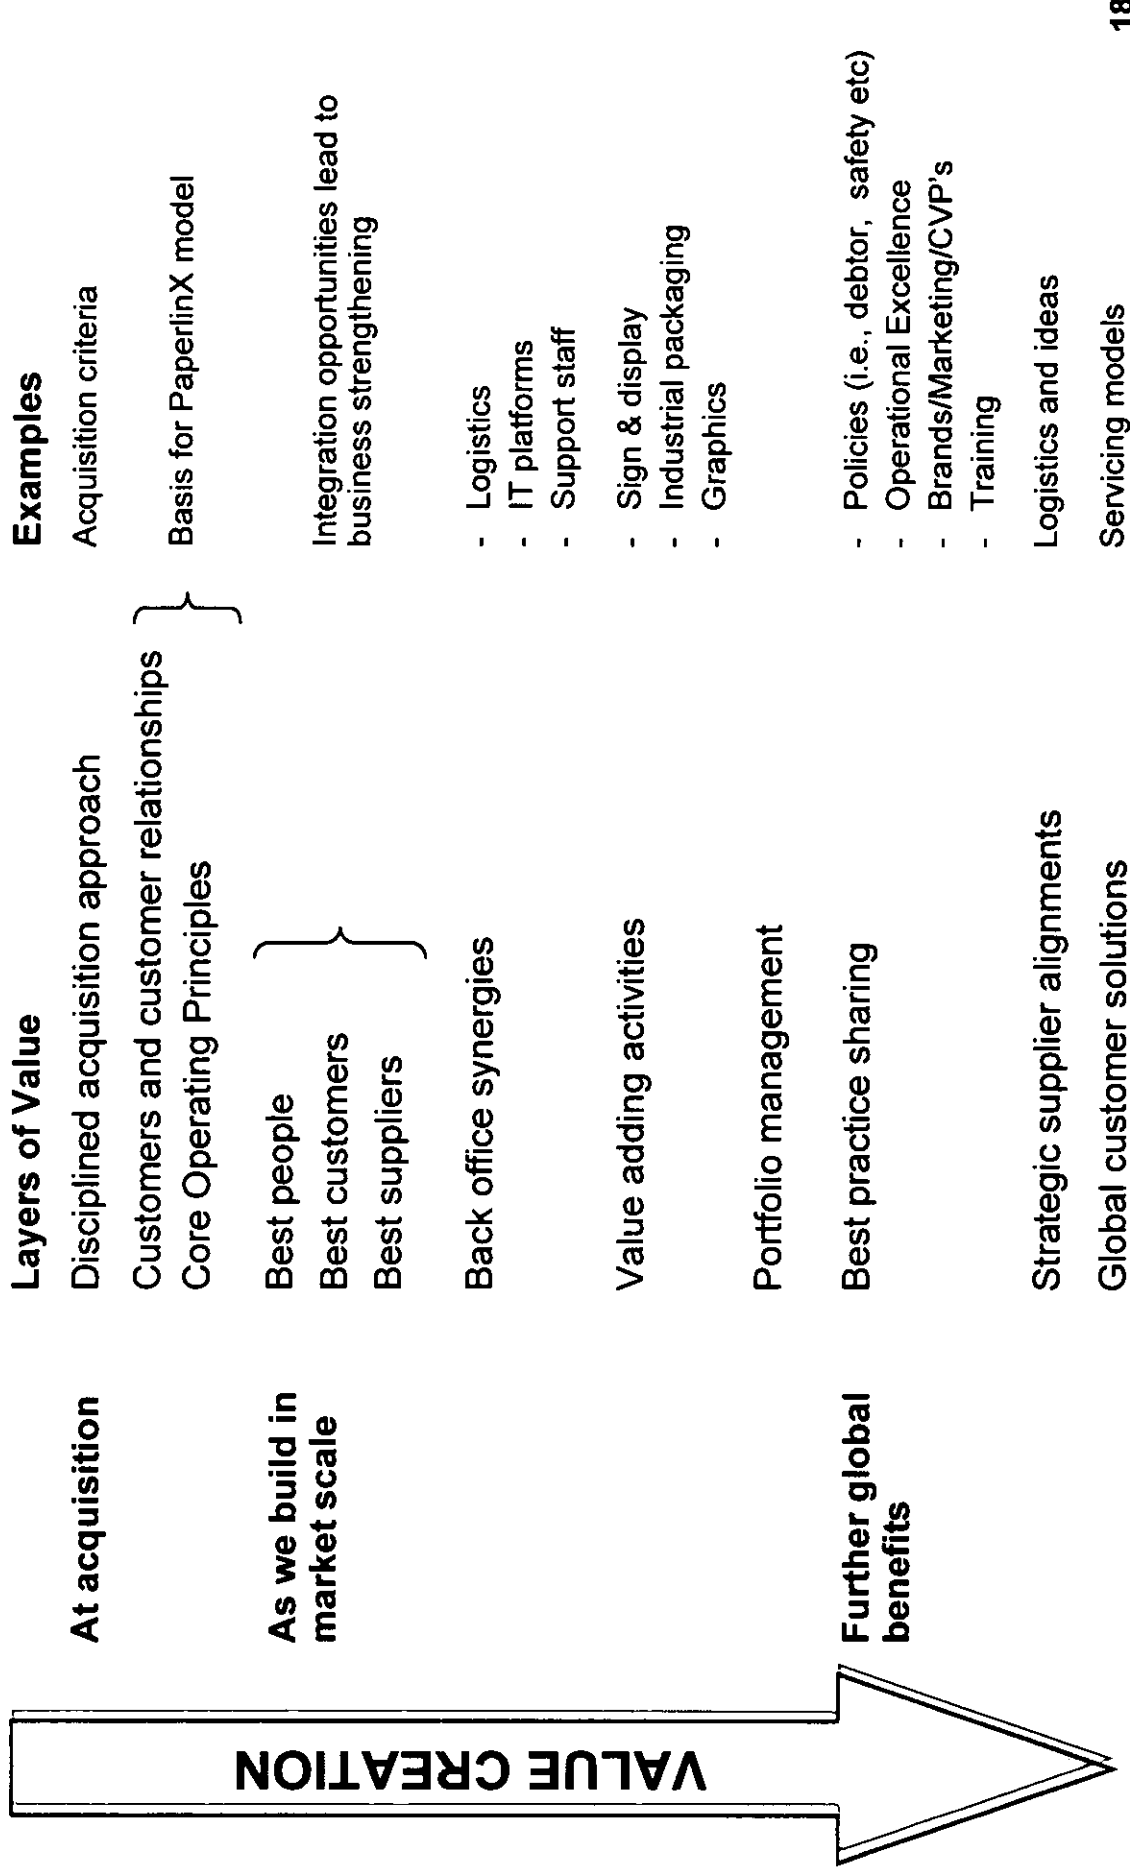 Layers of Value
Examples
At acquisition
Disciplined acquisition approach
Acquisition criteria
Customers and customer relationships
Core Operating Principles
Basis for PaperlinX model
As we build in
market scale
Best people
Best customers
Best suppliers
Integration opportunities lead to
business strengthening
Back office synergies
- Logistics
- IT platforms
- Support staff
Value adding activities
- Sign & display
- Industrial packaging
- Graphics
Portfolio management
Further global
benefits
Best practice sharing
- Policies (i.e., debtor, safety etc)
- Operational Excellence
- Brands/Marketing/CVP's
- Training
Strategic supplier alignments
Logistics and ideas
Global customer solutions
Servicing models
VALUE CREATION
18